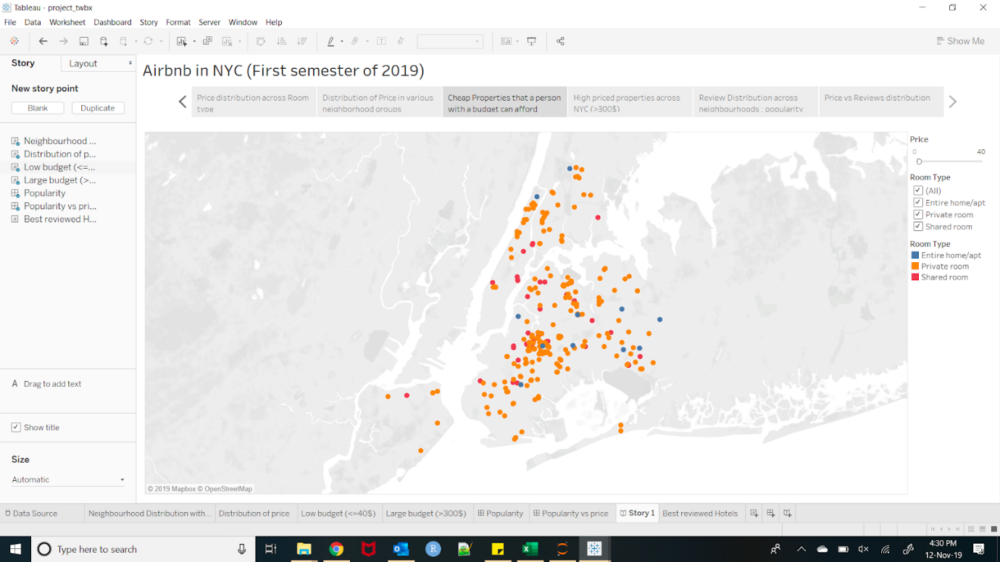 Tableau - project_twbx
File Data Worksheet Dashboard Story Format Server Window Help
Show Me
Story Layout
Airbnb in NYC (First semester of 2019)
New story point
Blank Duplicate
Price distribution across Room type
Distribution of Price in various neighborhood groups
Cheap Properties that a person with a budget can afford
High priced properties across NYC (>300$)
Review Distribution across neighbourhoods : popularity
Price vs Reviews distribution
Neighbourhood ...
Distribution of p...
Low budget (<=...
Large budget (>...
Popularity
Popularity vs pri...
Best reviewed H...
A Drag to add text
Show title
Size
Automatic
Price
0 40
Room Type
(All)
Entire home/apt
Private room
Shared room
Room Type
Entire home/apt
Private room
Shared room
© 2019 Mapbox © OpenStreetMap
Data Source Neighbourhood Distribution with... Distribution of price Low budget (<=40$) Large budget (>300$) Popularity Popularity vs price Story 1 Best reviewed Hotels
Type here to search
4:30 PM
12-Nov-19